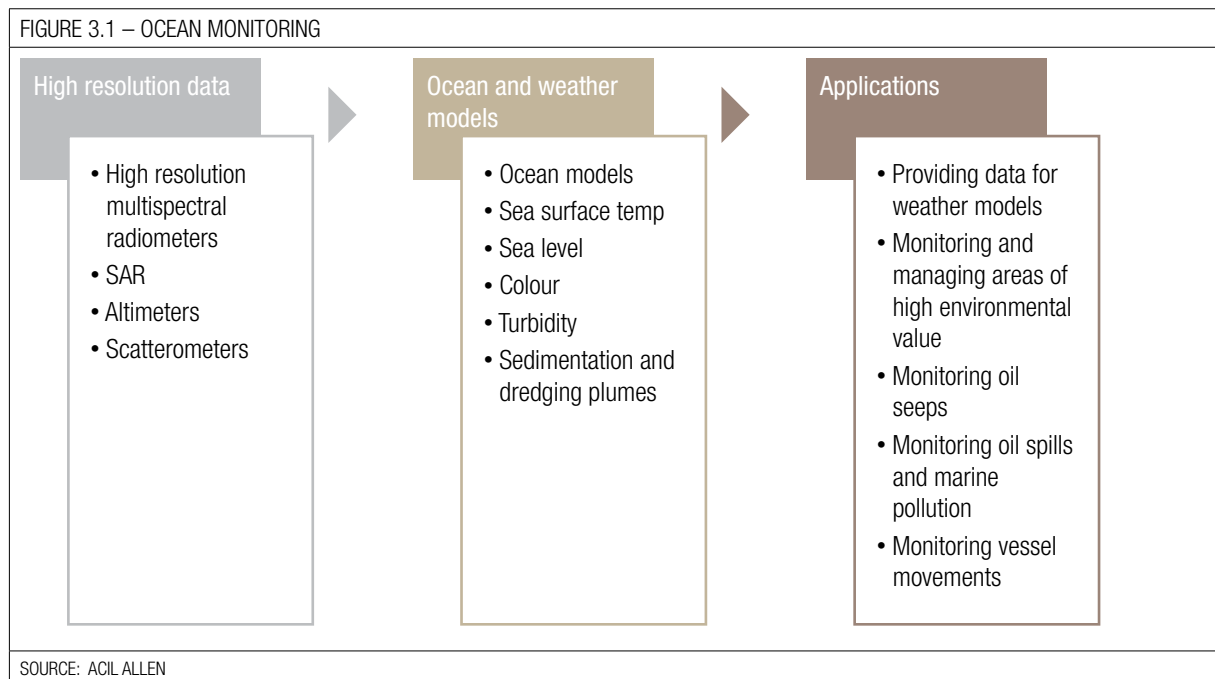 FIGURE 3.1 – OCEAN MONITORING
High resolution data
• High resolution
multispectral
radiometers
• SAR
• Altimeters
• Scatterometers
Ocean and weather
models
• Ocean models
• Sea surface temp
• Sea level
• Colour
• Turbidity
• Sedimentation and
dredging plumes
Applications
• Providing data for
weather models
• Monitoring and
managing areas of
high environmental
value
• Monitoring oil
seeps
• Monitoring oil spills
and marine
pollution
• Monitoring vessel
movements
SOURCE: ACIL ALLEN